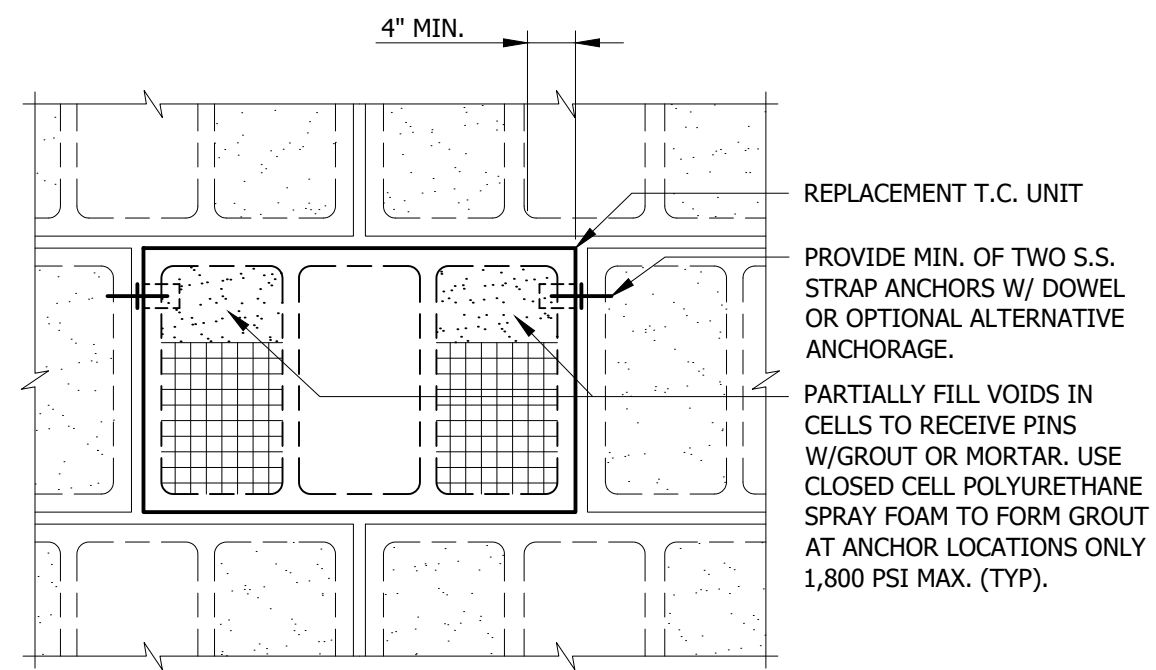 4" MIN.
REPLACEMENT T.C. UNIT
PROVIDE MIN. OF TWO S.S.
STRAP ANCHORS W/ DOWEL
OR OPTIONAL ALTERNATIVE
ANCHORAGE.
PARTIALLY FILL VOIDS IN
CELLS TO RECEIVE PINS
W/GROUT OR MORTAR. USE
CLOSED CELL POLYURETHANE
SPRAY FOAM TO FORM GROUT
AT ANCHOR LOCATIONS ONLY
1,800 PSI MAX. (TYP).